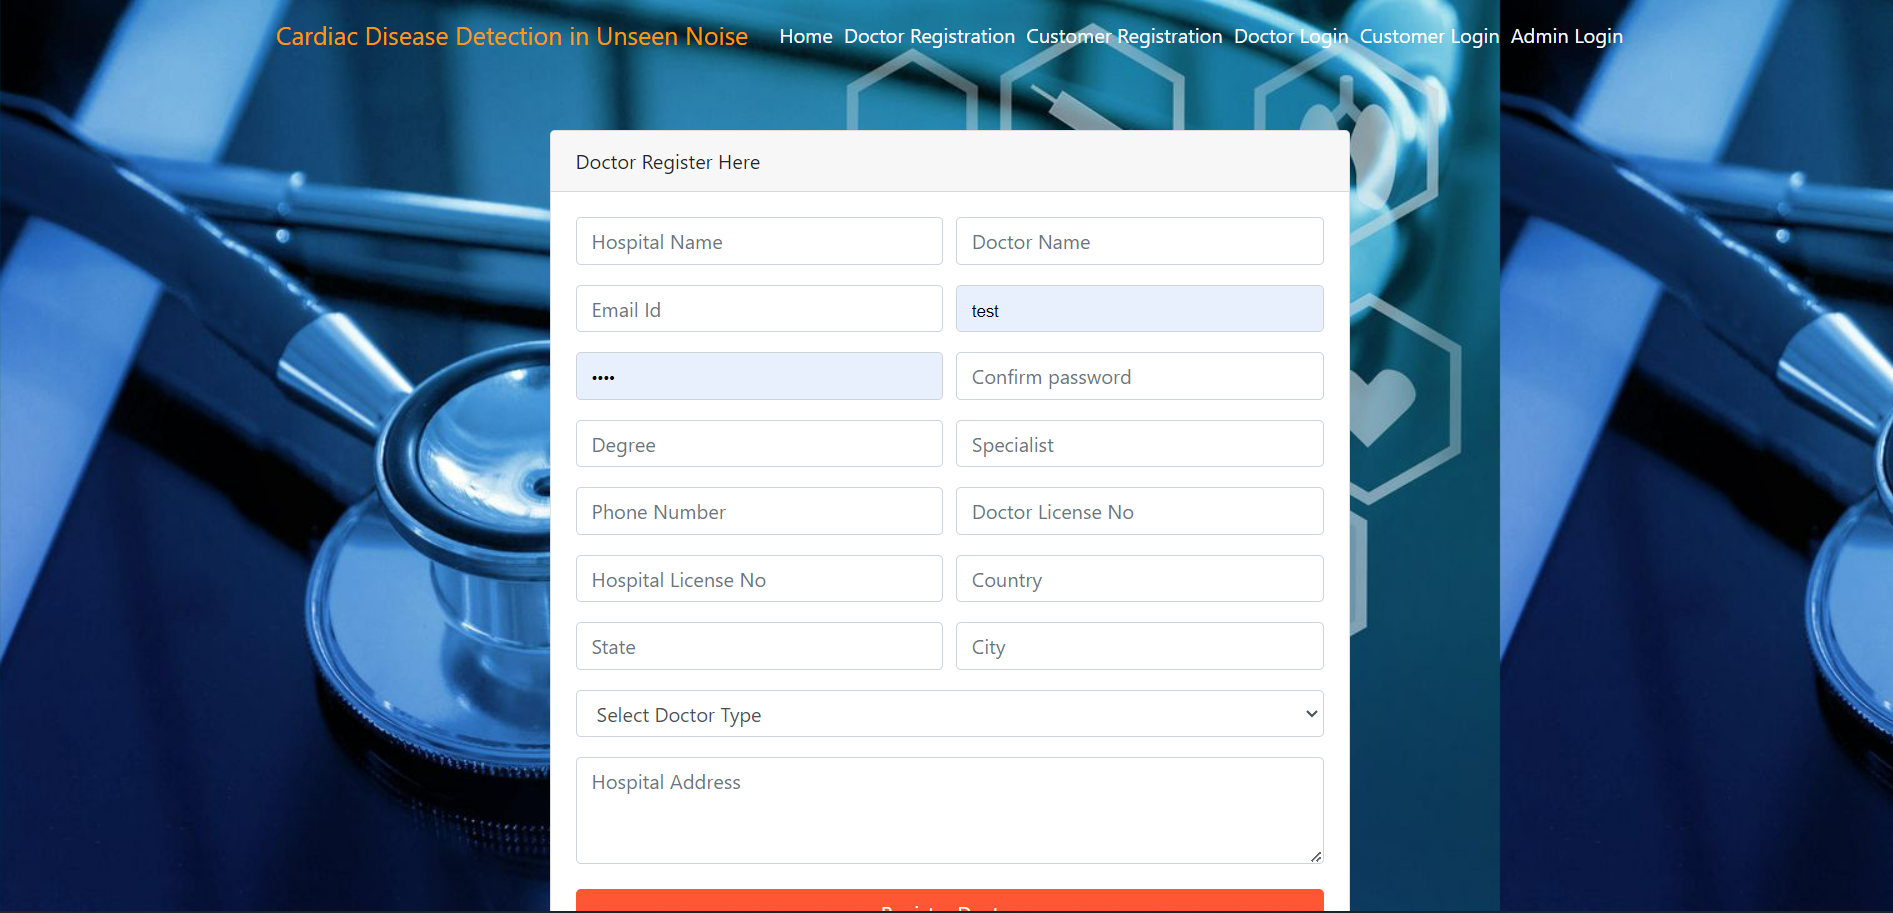 Cardiac Disease Detection in Unseen Noise Home Doctor Registration Customer Registration Doctor Login Customer Login Admin Login
Doctor Register Here
Hospital Name Doctor Name
Email Id test
•••• Confirm password
Degree Specialist
Phone Number Doctor License No
Hospital License No Country
State City
Select Doctor Type
Hospital Address